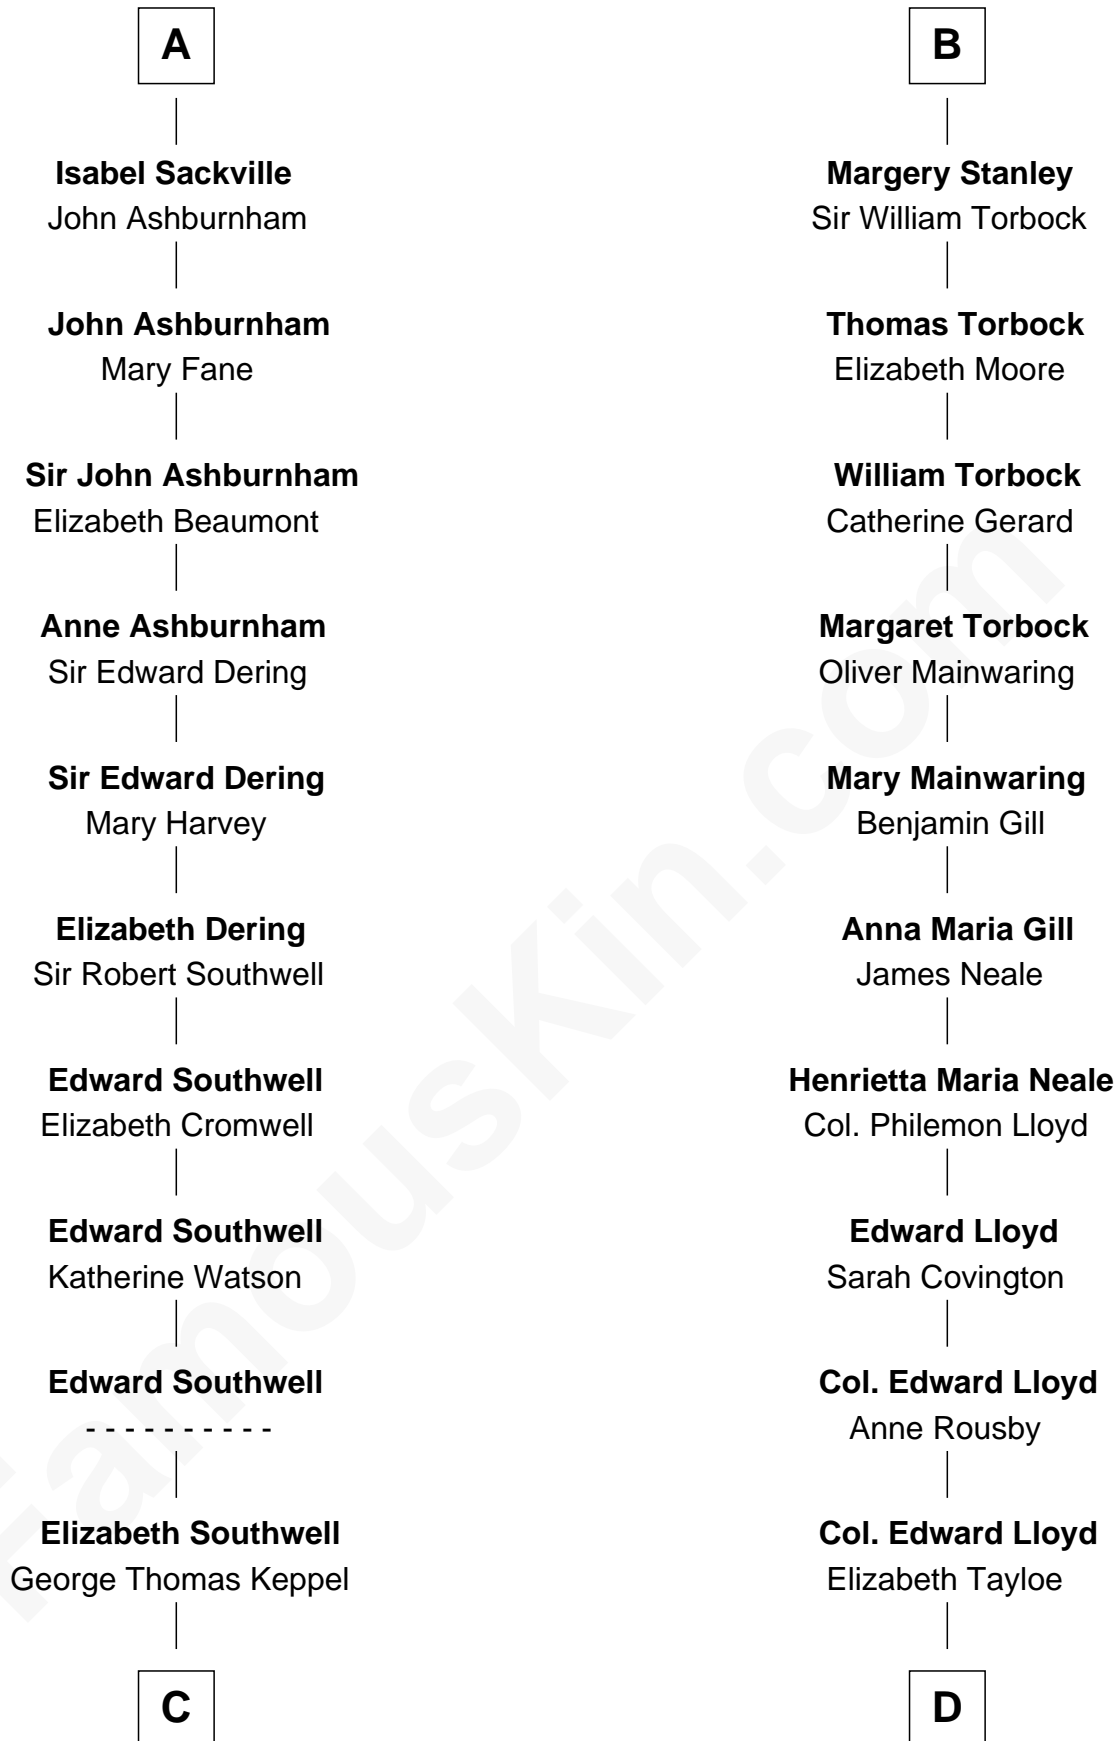 A
Isabel Sackville
John Ashburnham
John Ashburnham
Mary Fane
Sir John Ashburnham
Elizabeth Beaumont
Anne Ashburnham
Sir Edward Dering
Sir Edward Dering
Mary Harvey
Elizabeth Dering
Sir Robert Southwell
Edward Southwell
Elizabeth Cromwell
Edward Southwell
Katherine Watson
Edward Southwell
- - - - - - - - - -
Elizabeth Southwell
George Thomas Keppel
C
B
Margery Stanley
Sir William Torbock
Thomas Torbock
Elizabeth Moore
William Torbock
Catherine Gerard
Margaret Torbock
Oliver Mainwaring
Mary Mainwaring
Benjamin Gill
Anna Maria Gill
James Neale
Henrietta Maria Neale
Col. Philemon Lloyd
Edward Lloyd
Sarah Covington
Col. Edward Lloyd
Anne Rousby
Col. Edward Lloyd
Elizabeth Tayloe
D
FamousKin.com